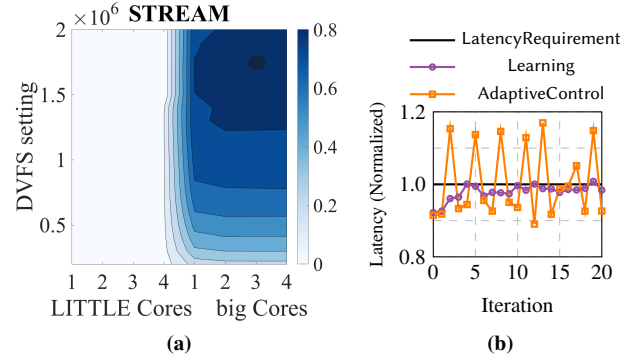 STREAM
×10⁶
2
1.5
1
0.5
DVFS setting
0.8
0.6
0.4
0.2
0
1 2 3 4 1 2 3 4
LITTLE Cores big Cores
(a)
LatencyRequirement
Learning
AdaptiveControl
1.2
1.0
0.8
Latency (Normalized)
0 5 10 15 20
Iteration
(b)